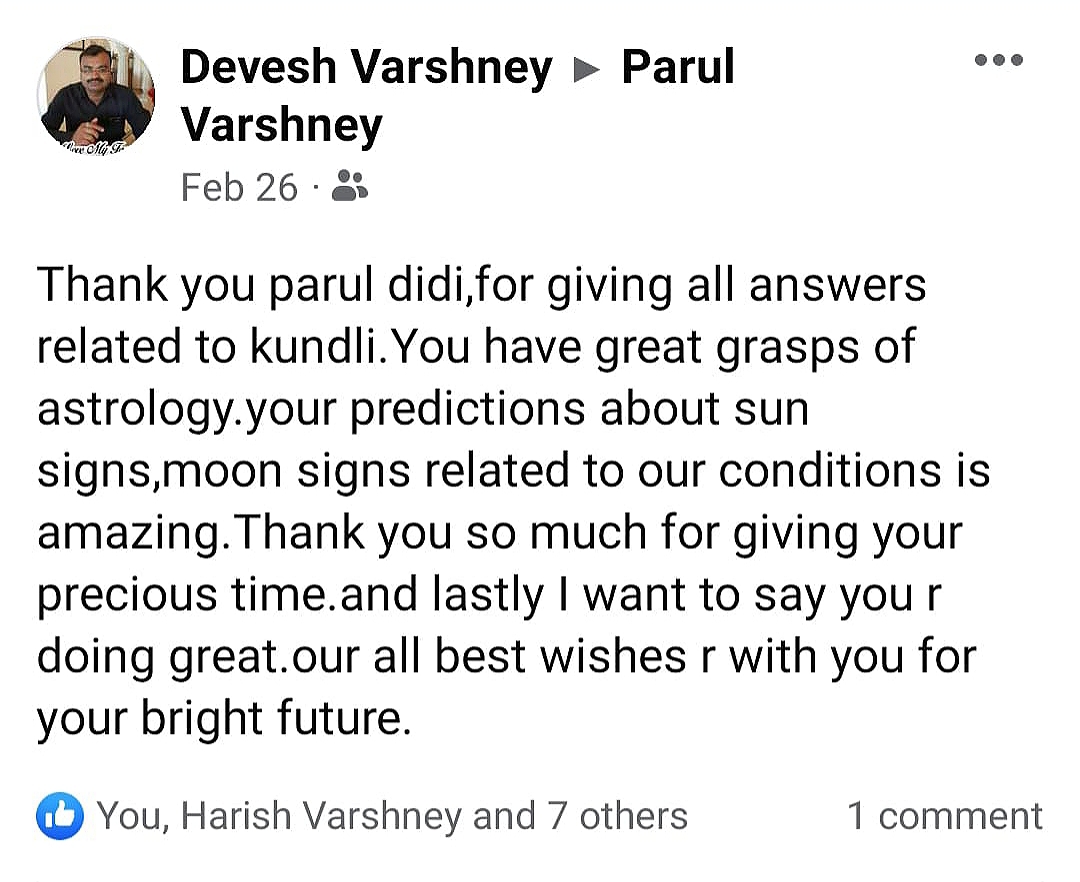 Devesh Varshney ▶ Parul
Varshney
Feb 26 ·
Thank you parul didi,for giving all answers
related to kundli.You have great grasps of
astrology.your predictions about sun
signs,moon signs related to our conditions is
amazing.Thank you so much for giving your
precious time.and lastly I want to say you r
doing great.our all best wishes r with you for
your bright future.
You, Harish Varshney and 7 others 1 comment